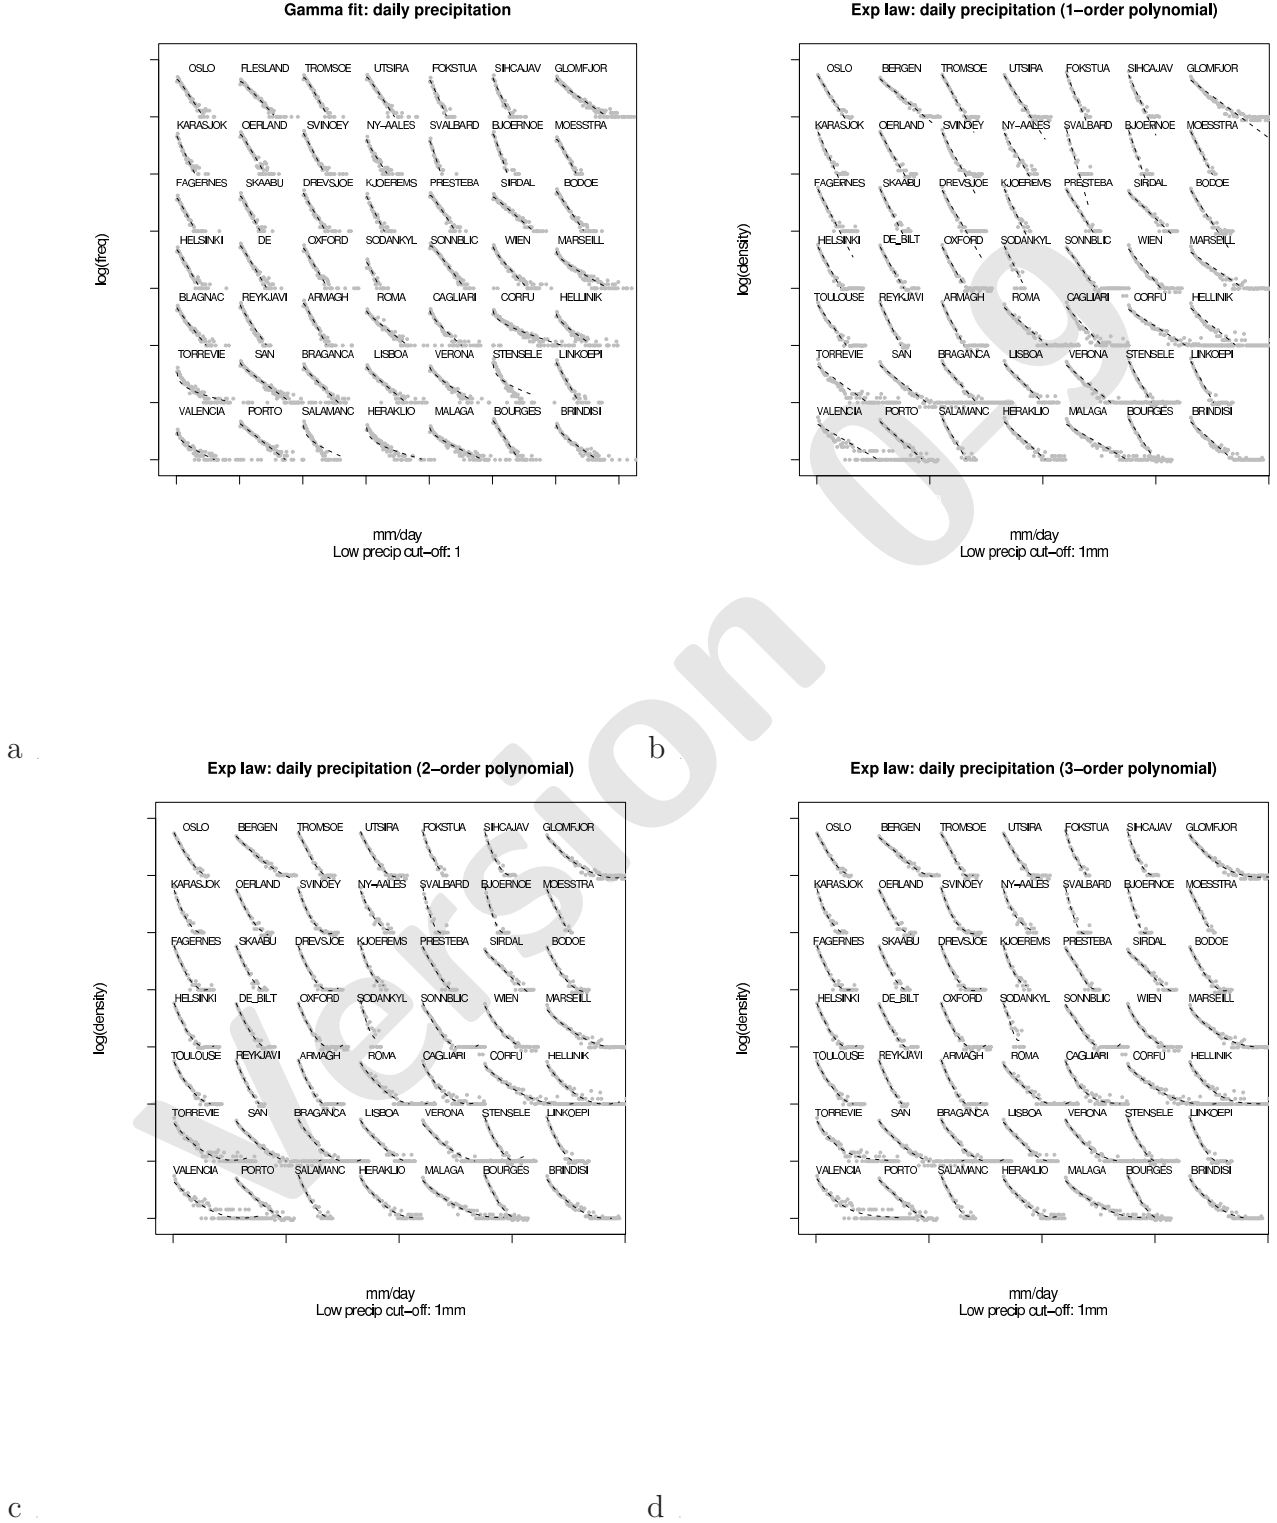 Gamma fit: daily precipitation
OSLO FLESLAND TROMSOE UTSIRA FOKSTUA SIHCAJAV GLOMFJOR
KARASJOK OERLAND SVINOEY NY–AALES SVALBARD BJOERNOE MOESSTRA
FAGERNES SKAABU DREVSJOE KJOEREMS PRESTEBA SIRDAL BODOE
HELSINKI DE OXFORD SODANKYL SONNBLIC WIEN MARSEILL
BLAGNAC REYKJAVI ARMAGH ROMA CAGLIARI CORFU HELLINIK
TORREVIE SAN BRAGANCA LISBOA VERONA STENSELE LINKOEPI
VALENCIA PORTO SALAMANC HERAKLIO MALAGA BOURGES BRINDISI
log(freq)
mm/day
Low precip cut–off: 1
a
Exp law: daily precipitation (1–order polynomial)
OSLO BERGEN TROMSOE UTSIRA FOKSTUA SIHCAJAV GLOMFJOR
KARASJOK OERLAND SVINOEY NY–AALES SVALBARD BJOERNOE MOESSTRA
FAGERNES SKAABU DREVSJOE KJOEREMS PRESTEBA SIRDAL BODOE
HELSINKI DE_BILT OXFORD SODANKYL SONNBLIC WIEN MARSEILL
TOULOUSE REYKJAVI ARMAGH ROMA CAGLIARI CORFU HELLINIK
TORREVIE SAN BRAGANCA LISBOA VERONA STENSELE LINKOEPI
VALENCIA PORTO SALAMANC HERAKLIO MALAGA BOURGES BRINDISI
log(density)
mm/day
Low precip cut–off: 1mm
b
Exp law: daily precipitation (2–order polynomial)
OSLO BERGEN TROMSOE UTSIRA FOKSTUA SIHCAJAV GLOMFJOR
KARASJOK OERLAND SVINOEY NY–AALES SVALBARD BJOERNOE MOESSTRA
FAGERNES SKAABU DREVSJOE KJOEREMS PRESTEBA SIRDAL BODOE
HELSINKI DE_BILT OXFORD SODANKYL SONNBLIC WIEN MARSEILL
TOULOUSE REYKJAVI ARMAGH ROMA CAGLIARI CORFU HELLINIK
TORREVIE SAN BRAGANCA LISBOA VERONA STENSELE LINKOEPI
VALENCIA PORTO SALAMANC HERAKLIO MALAGA BOURGES BRINDISI
log(density)
mm/day
Low precip cut–off: 1mm
c
Exp law: daily precipitation (3–order polynomial)
OSLO BERGEN TROMSOE UTSIRA FOKSTUA SIHCAJAV GLOMFJOR
KARASJOK OERLAND SVINOEY NY–AALES SVALBARD BJOERNOE MOESSTRA
FAGERNES SKAABU DREVSJOE KJOEREMS PRESTEBA SIRDAL BODOE
HELSINKI DE_BILT OXFORD SODANKYL SONNBLIC WIEN MARSEILL
TOULOUSE REYKJAVI ARMAGH ROMA CAGLIARI CORFU HELLINIK
TORREVIE SAN BRAGANCA LISBOA VERONA STENSELE LINKOEPI
VALENCIA PORTO SALAMANC HERAKLIO MALAGA BOURGES BRINDISI
log(density)
mm/day
Low precip cut–off: 1mm
d
Version 0-9